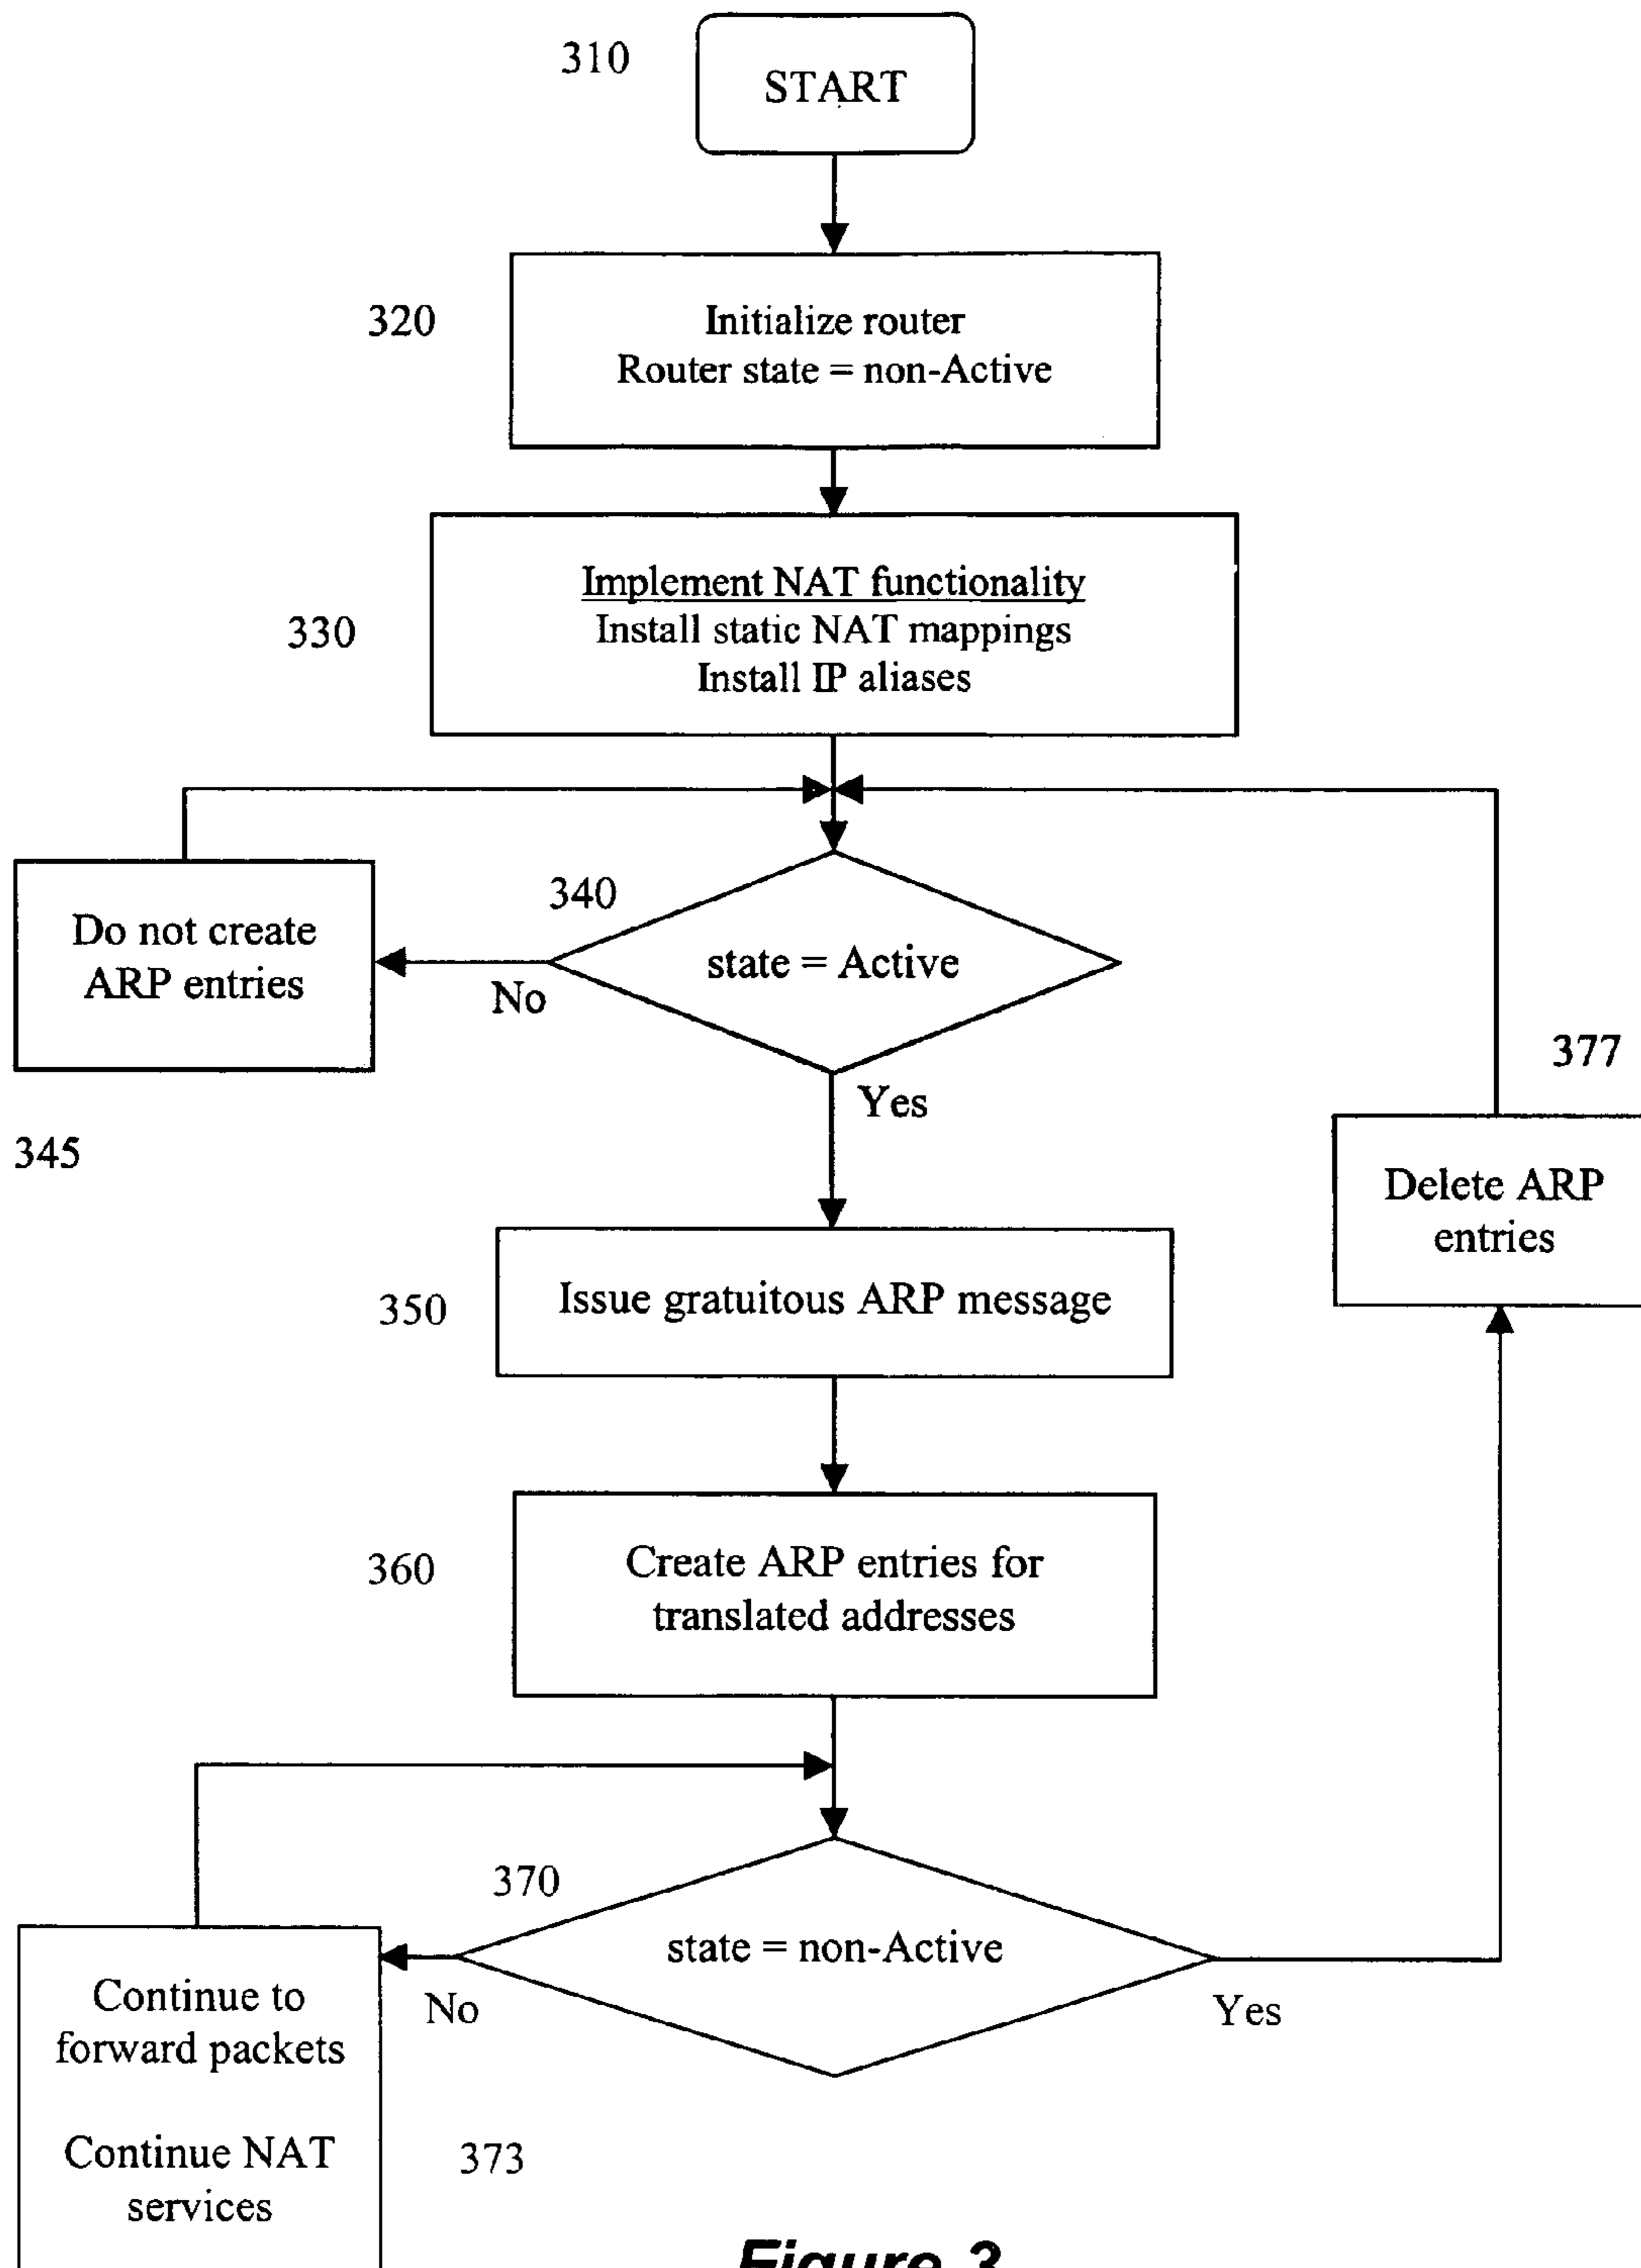 310
START
320
Initialize router
Router state = non-Active
330
Implement NAT functionality
Install static NAT mappings
Install IP aliases
340
state = Active
Do not create
ARP entries
No
Yes
345
377
Delete ARP
entries
350
Issue gratuitous ARP message
360
Create ARP entries for
translated addresses
370
state = non-Active
No
Yes
Continue to
forward packets
Continue NAT
services
373
Figure 3